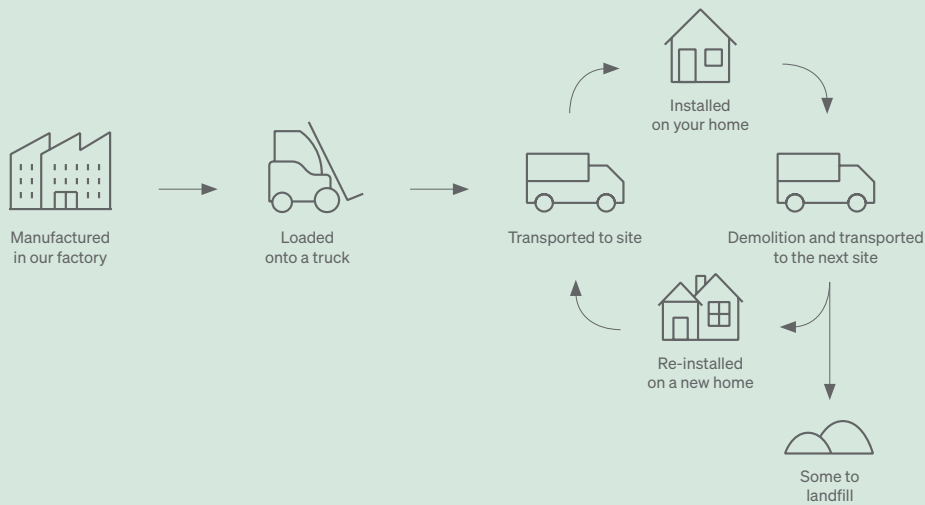 Installed
on your home
Manufactured
in our factory
Loaded
onto a truck
Transported to site
Demolition and transported
to the next site
Re-installed
on a new home
Some to
landfill